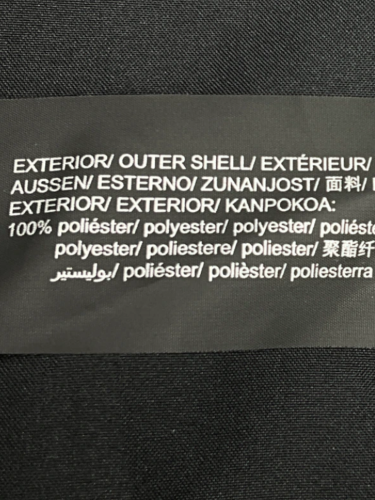 EXTERIOR/ OUTER SHELL/ EXTÉRIEUR/
AUSSEN/ ESTERNO/ ZUNANJOST/ 面料/
EXTERIOR/ EXTERIOR/ KANPOKOA:
100% poliéster/ polyester/ polyester/ poliéste
polyester/ poliestere/ poliester/ 聚酯纤
بوليستير/ poliéster/ polièster/ poliesterra